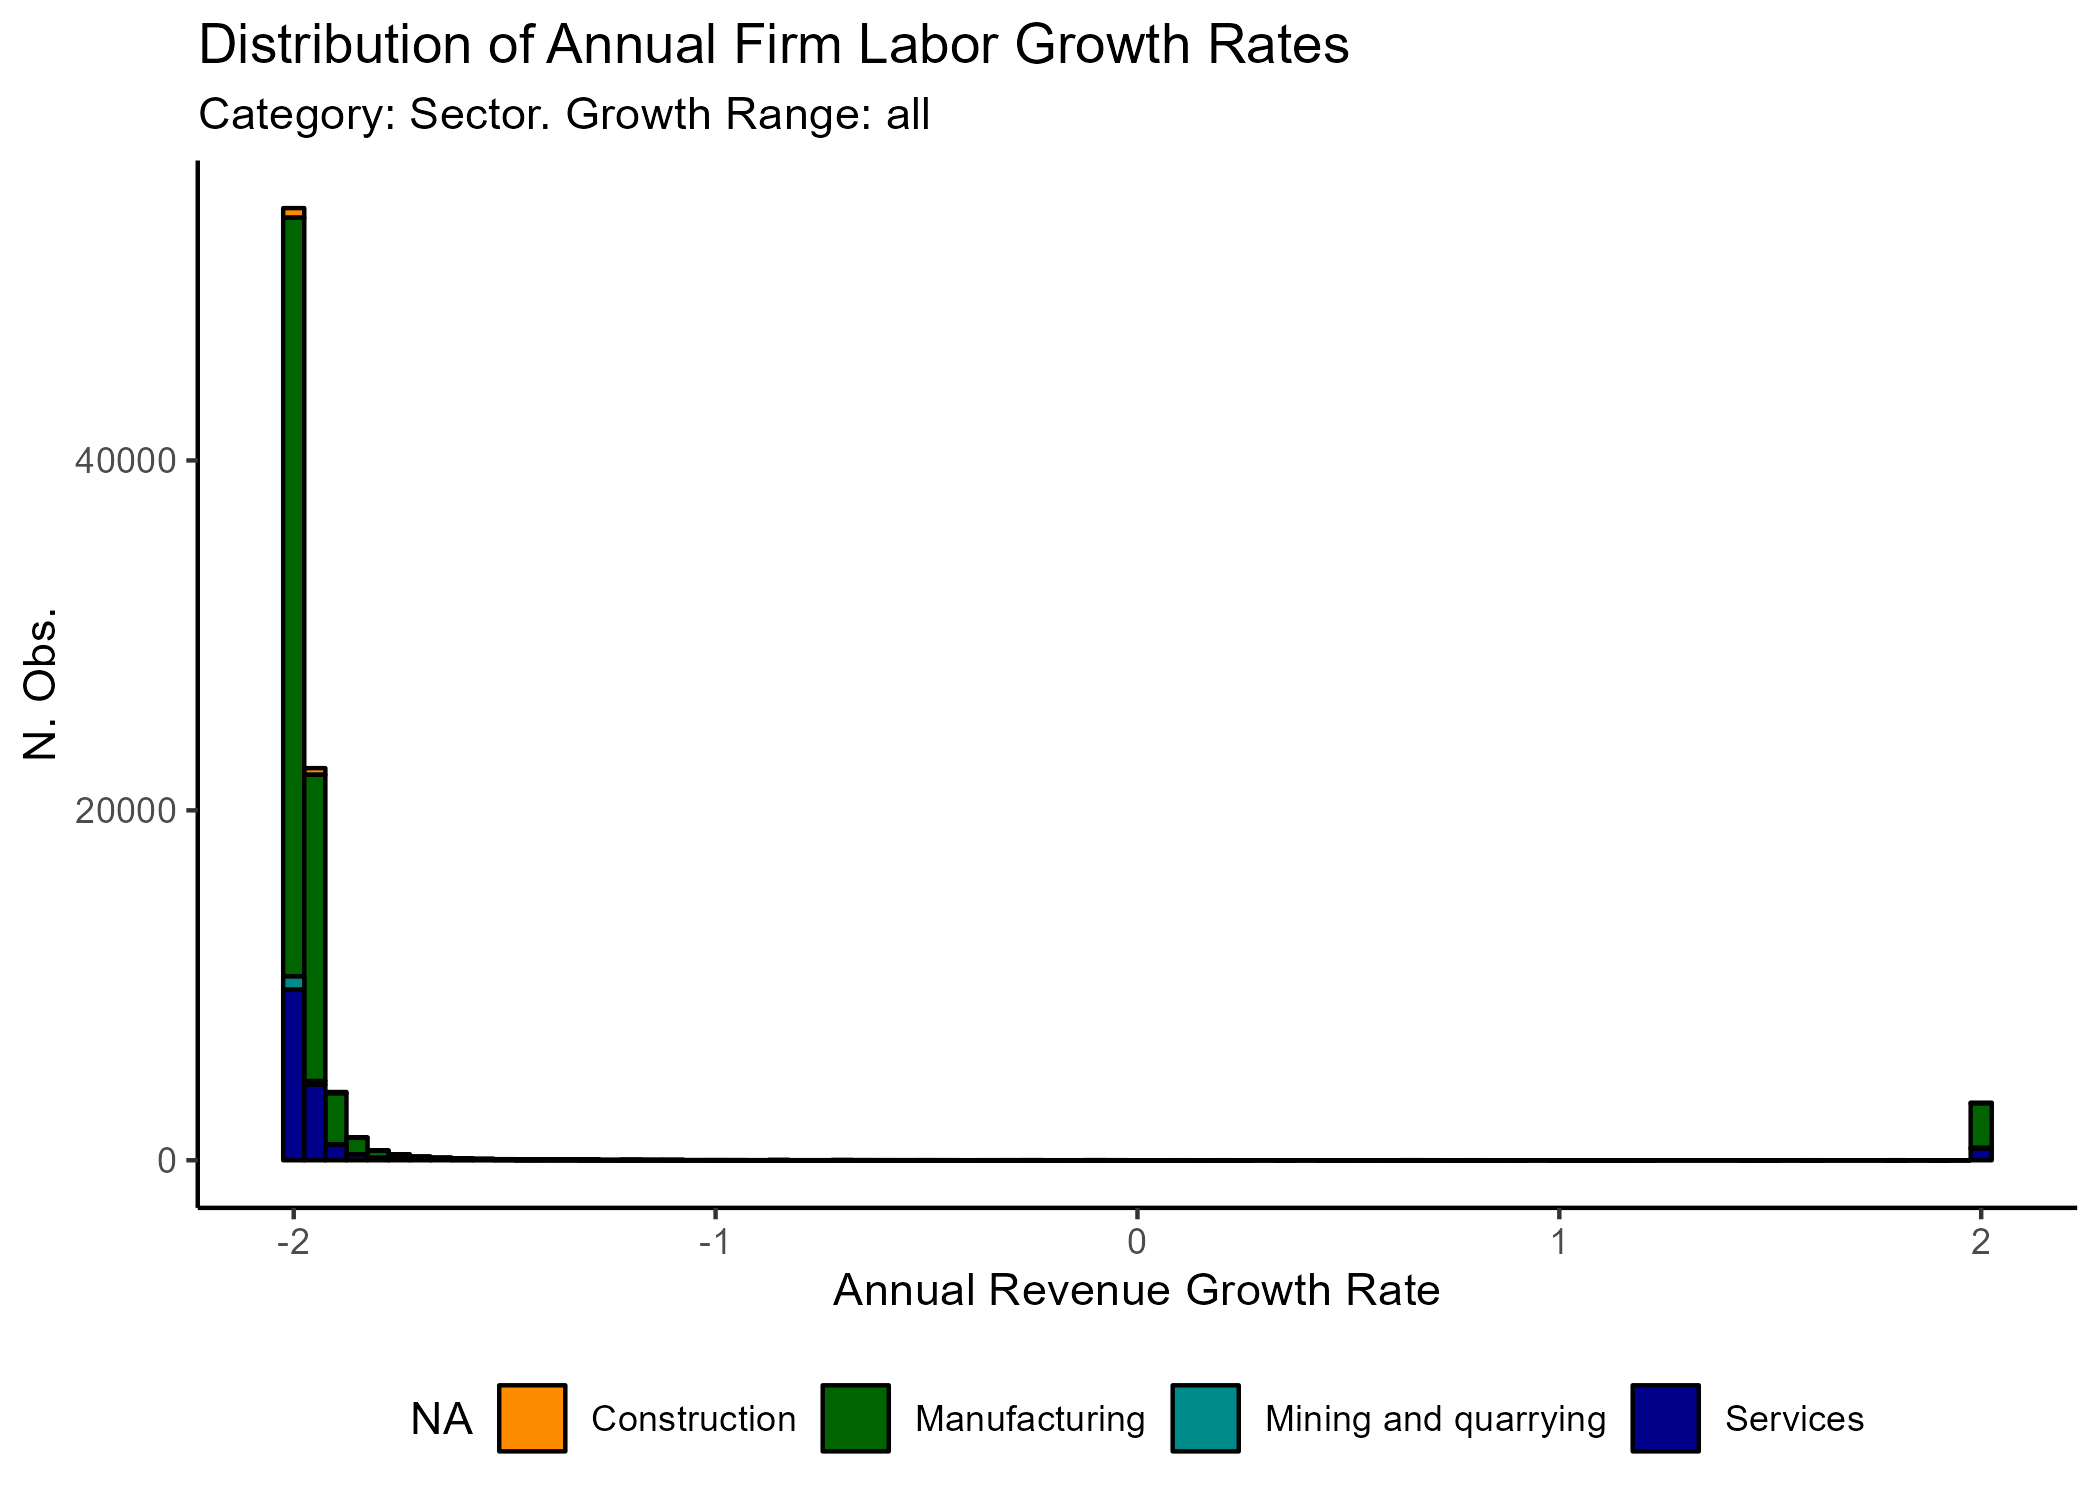 Distribution of Annual Firm Labor Growth Rates
Category: Sector. Growth Range: all
N. Obs.
40000
20000
0
-2 -1 0 1 2
Annual Revenue Growth Rate
NA Construction Manufacturing Mining and quarrying Services